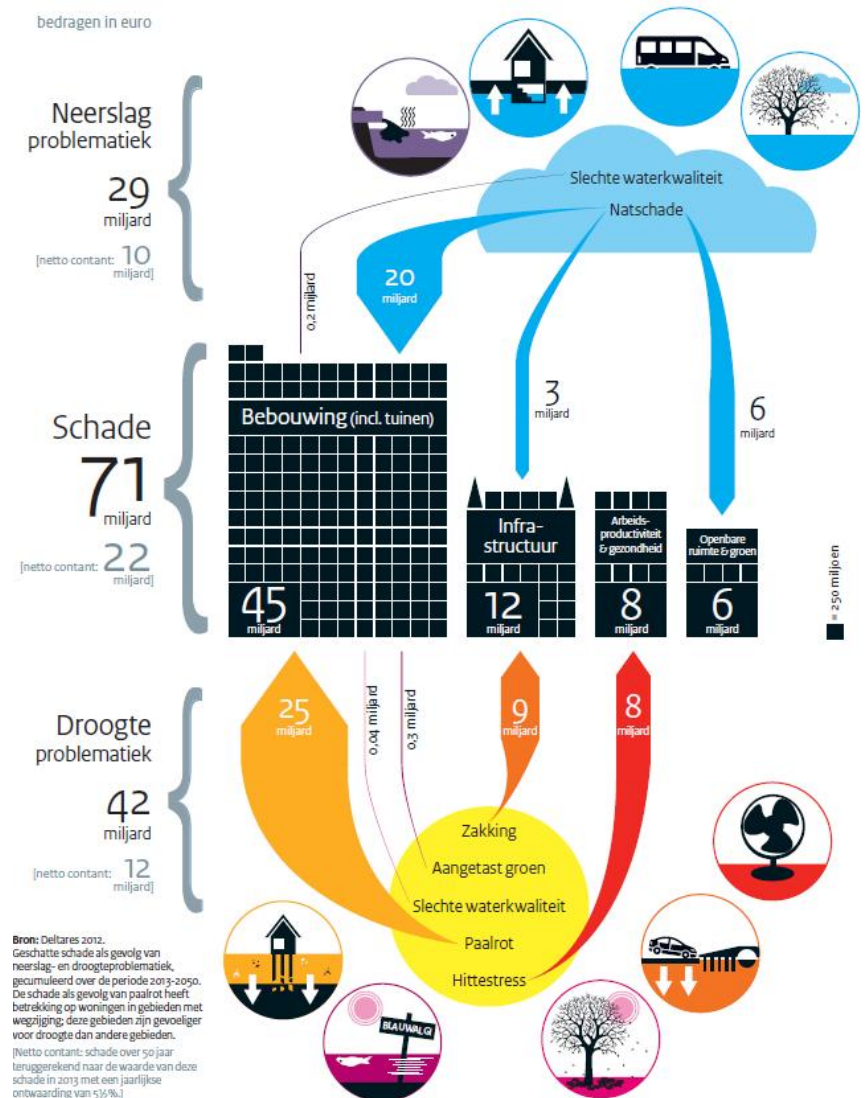 bedragen in euro
Neerslag
problematiek
29
miljard
[netto contant: 10
miljard]
Slechte waterkwaliteit
Natschade
0,2 miljard
20
miljard
3
miljard
6
miljard
Schade
71
miljard
[netto contant: 22
miljard]
Bebouwing (incl. tuinen)
45
miljard
Infra-
structuur
12
miljard
Arbeids-
productiviteit
& gezondheid
8
miljard
Openbare
ruimte & groen
6
miljard
= 250 miljoen
Droogte
problematiek
42
miljard
[netto contant: 12
miljard]
25
miljard
0,04 miljard
0,3 miljard
9
miljard
8
miljard
Zakking
Aangetast groen
Slechte waterkwaliteit
Paalrot
Hittestress
BLAUWALG!
Bron: Deltares 2012.
Geschatte schade als gevolg van
neerslag- en droogteproblematiek,
gecumuleerd over de periode 2013-2050.
De schade als gevolg van paalrot heeft
betrekking op woningen in gebieden met
wegzijging; deze gebieden zijn gevoeliger
voor droogte dan andere gebieden.
[Netto contant: schade over 50 jaar
teruggerekend naar de waarde van deze
schade in 2013 met een jaarlijkse
ontwaarding van 5½%.]